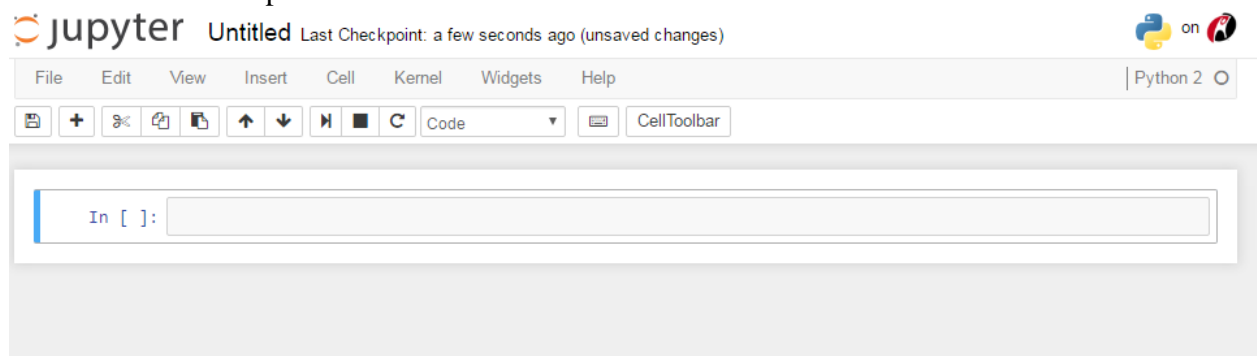 jupyter Untitled Last Checkpoint: a few seconds ago (unsaved changes) on
File Edit View Insert Cell Kernel Widgets Help Python 2
Code CellToolbar
In [ ]: